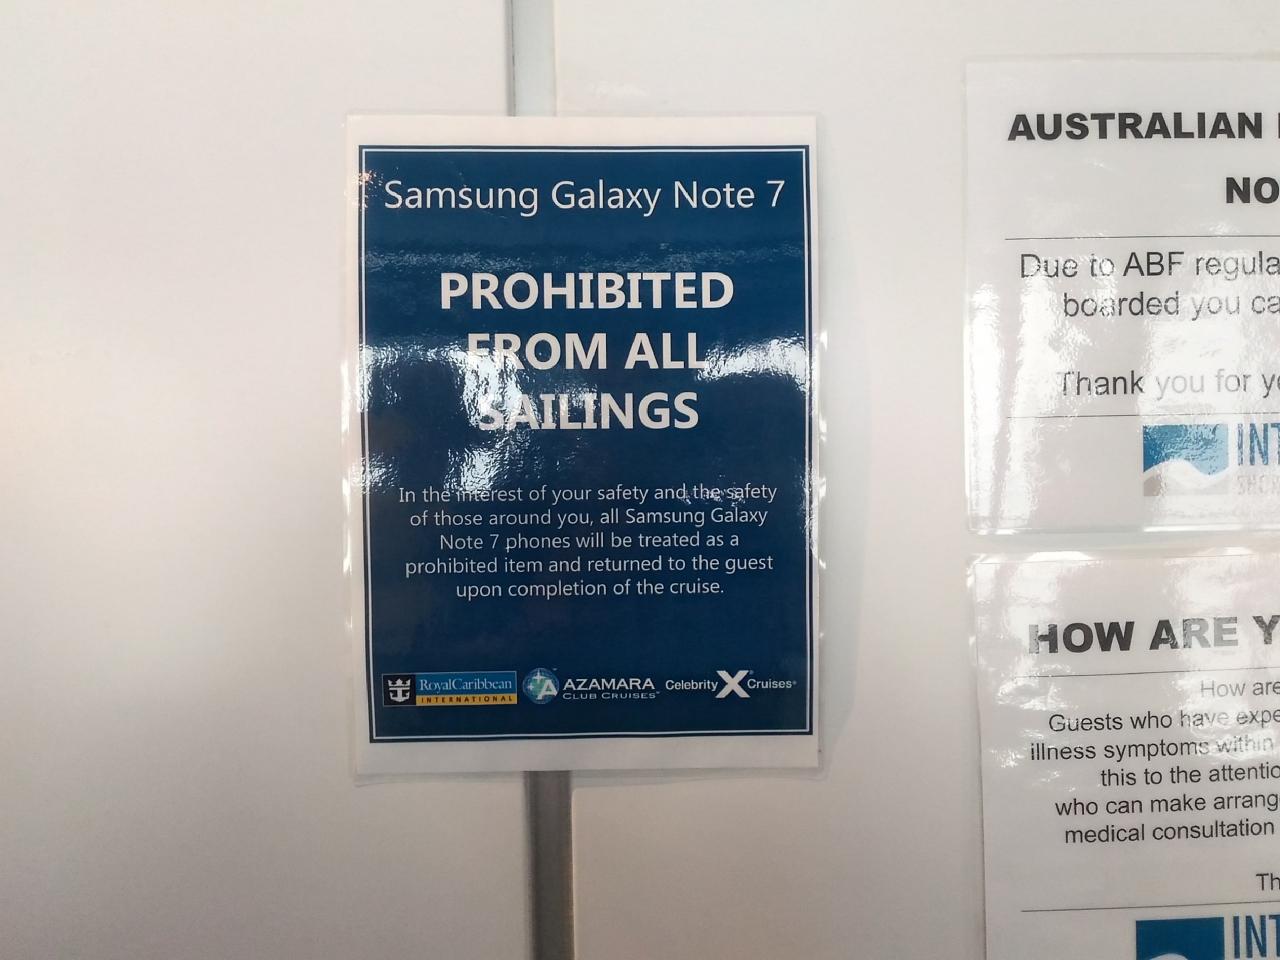 Samsung Galaxy Note 7
PROHIBITED
FROM ALL
SAILINGS
In the interest of your safety and the safety
of those around you, all Samsung Galaxy
Note 7 phones will be treated as a
prohibited item and returned to the guest
upon completion of the cruise.
RoyalCaribbean
INTERNATIONAL
AZAMARA
CLUB CRUISES
Celebrity X Cruises
AUSTRALIAN
NO
Due to ABF regula
boarded you ca
Thank you for y
INT
SHO
HOW ARE Y
How are
Guests who have expe
illness symptoms within
this to the attentio
who can make arrang
medical consultation
Th
INT